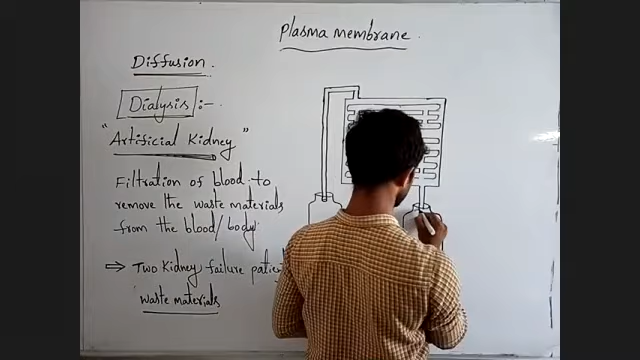 Plasma membrane.
Diffusion.
Dialysis :-
"Artificial Kidney"
Filtration of blood to
remove the waste materials
from the blood/body.
⇒ Two Kidney failure
waste materials